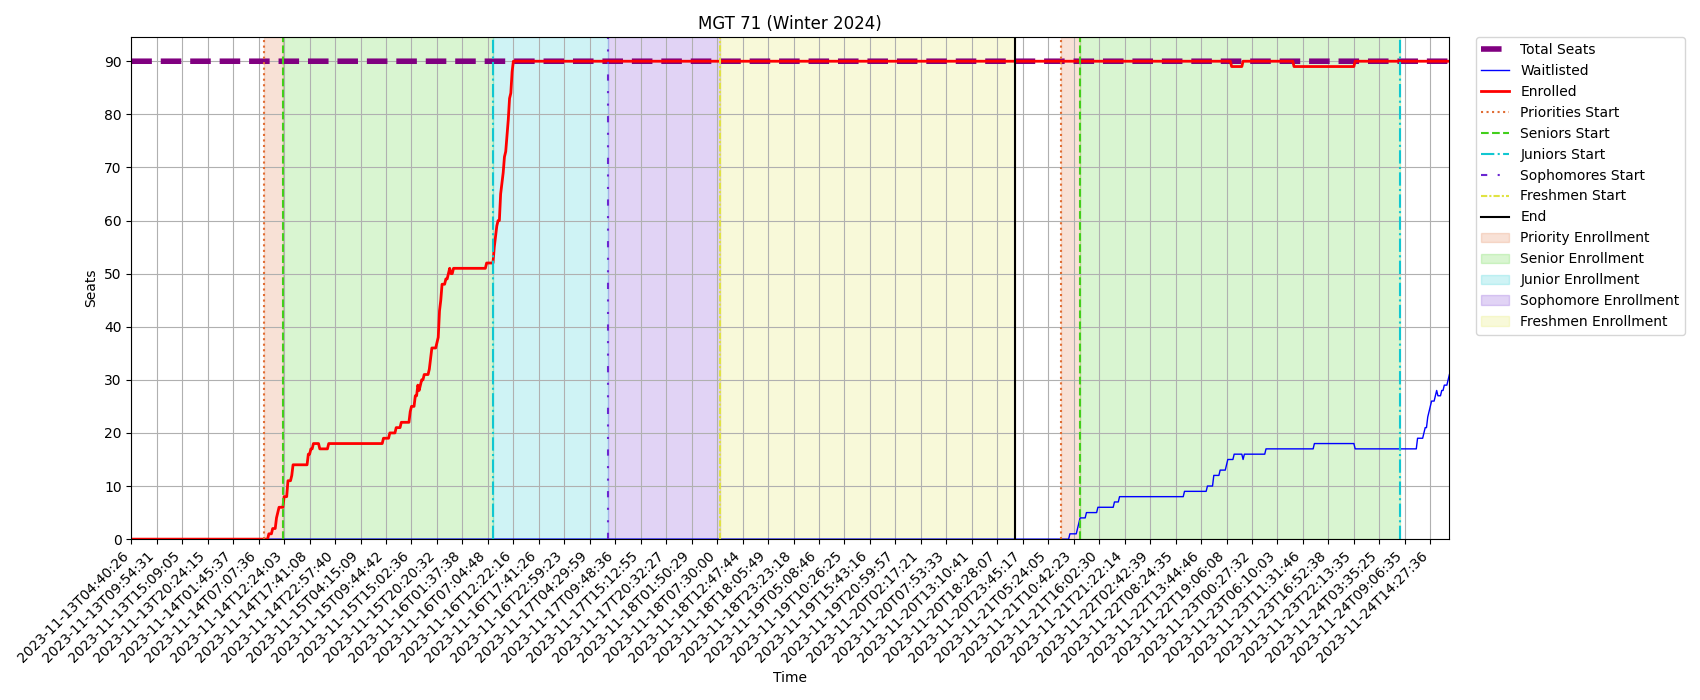 MGT 71 (Winter 2024)
Total Seats
Waitlisted
Enrolled
Priorities Start
Seniors Start
Juniors Start
Sophomores Start
Freshmen Start
End
Priority Enrollment
Senior Enrollment
Junior Enrollment
Sophomore Enrollment
Freshmen Enrollment
Seats
90
80
70
60
50
40
30
20
10
0
2023-11-13T04:40:26
2023-11-13T09:54:31
2023-11-13T15:09:05
2023-11-13T20:24:15
2023-11-14T01:45:37
2023-11-14T07:07:36
2023-11-14T12:24:03
2023-11-14T17:41:08
2023-11-14T22:57:40
2023-11-15T04:15:09
2023-11-15T09:44:42
2023-11-15T15:02:36
2023-11-15T20:20:32
2023-11-16T01:37:38
2023-11-16T07:04:48
2023-11-16T12:22:16
2023-11-16T17:41:26
2023-11-16T22:59:23
2023-11-17T04:29:59
2023-11-17T09:48:36
2023-11-17T15:12:55
2023-11-17T20:32:27
2023-11-18T01:50:29
2023-11-18T07:30:00
2023-11-18T12:47:44
2023-11-18T18:05:49
2023-11-18T23:23:18
2023-11-19T05:08:46
2023-11-19T10:26:25
2023-11-19T15:43:16
2023-11-19T20:59:57
2023-11-20T02:17:21
2023-11-20T07:53:33
2023-11-20T13:10:41
2023-11-20T18:28:07
2023-11-20T23:45:17
2023-11-21T05:24:05
2023-11-21T10:42:23
2023-11-21T16:02:30
2023-11-21T21:22:14
2023-11-22T02:42:39
2023-11-22T08:24:35
2023-11-22T13:44:46
2023-11-22T19:06:08
2023-11-23T00:27:32
2023-11-23T06:10:03
2023-11-23T11:31:46
2023-11-23T16:52:38
2023-11-23T22:13:35
2023-11-24T03:35:25
2023-11-24T09:06:35
2023-11-24T14:27:36
Time